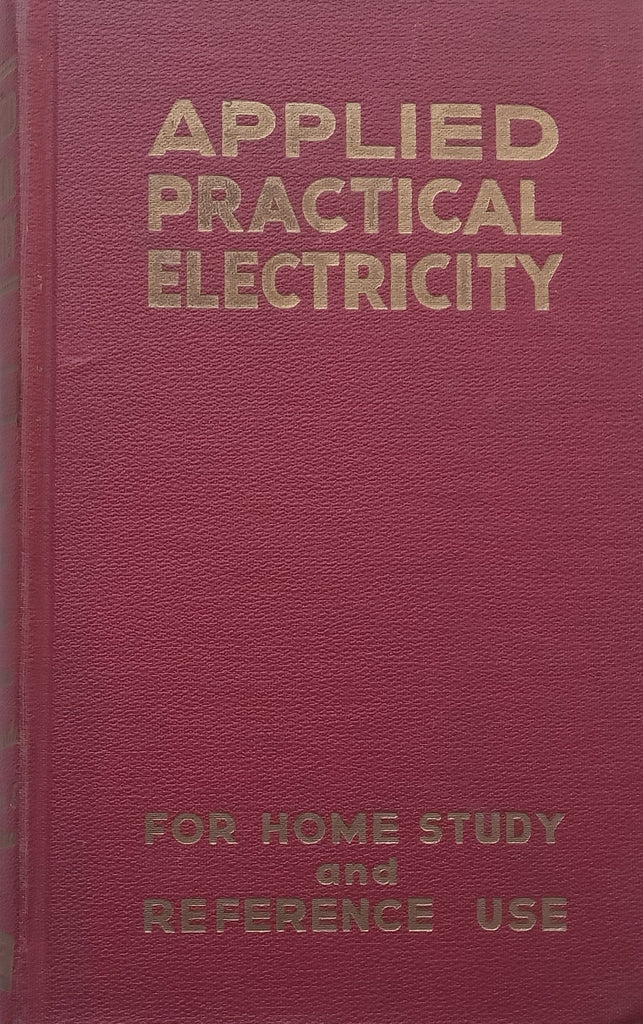 APPLIED
PRACTICAL
ELECTRICITY
FOR HOME STUDY
and
REFERENCE USE